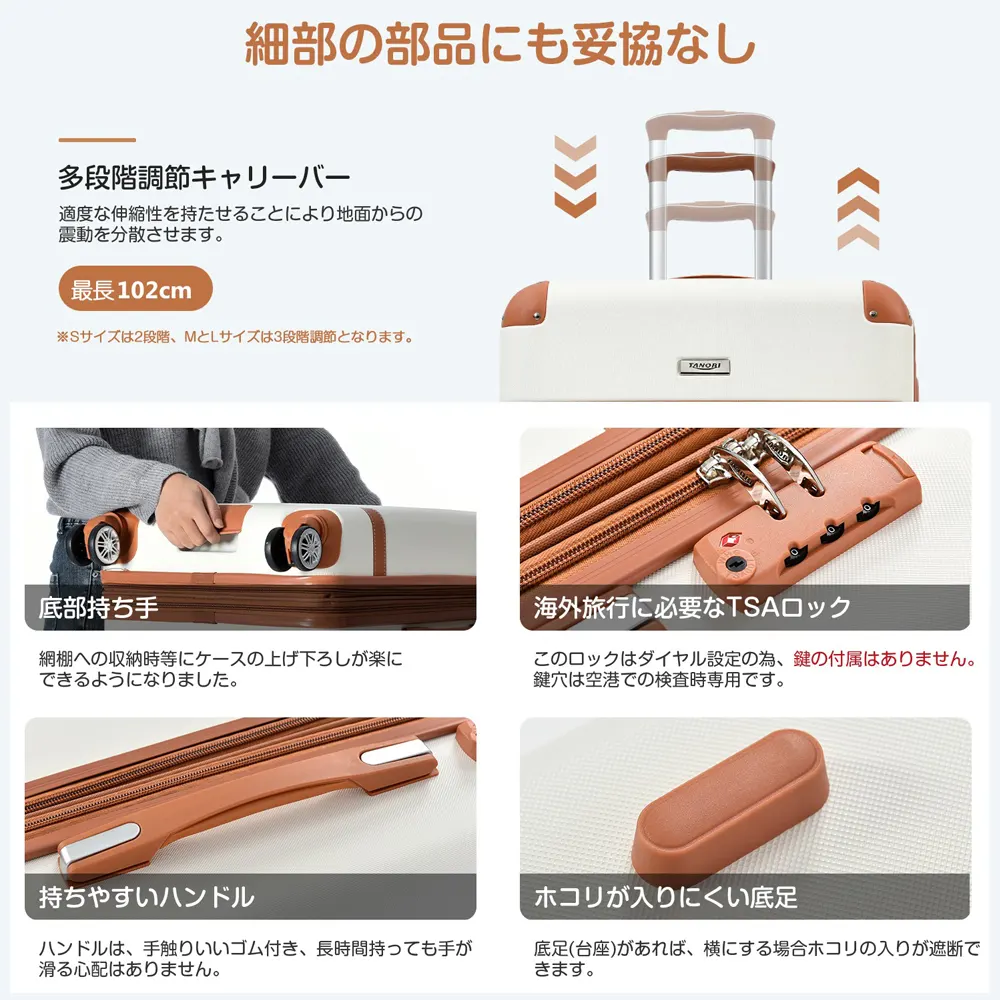 細部の部品にも妥協なし
多段階調節キャリーバー
適度な伸縮性を持たせることにより地面からの
震動を分散させます。
最長102cm
※Sサイズは2段階、MとLサイズは3段階調節となります。
TANOBI
底部持ち手
網棚への収納時等にケースの上げ下ろしが楽に
できるようになりました。
海外旅行に必要なTSAロック
このロックはダイヤル設定の為、鍵の付属はありません。
鍵穴は空港での検査時専用です。
持ちやすいハンドル
ハンドルは、手触りいいゴム付き、長時間持っても手が
滑る心配はありません。
ホコリが入りにくい底足
底足(台座)があれば、横にする場合ホコリの入りが遮断で
きます。